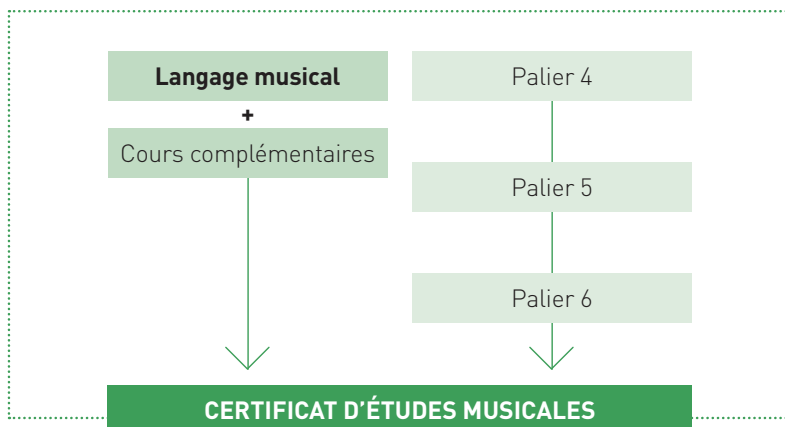 Langage musical
+
Cours complémentaires
Palier 4
Palier 5
Palier 6
CERTIFICAT D'ÉTUDES MUSICALES